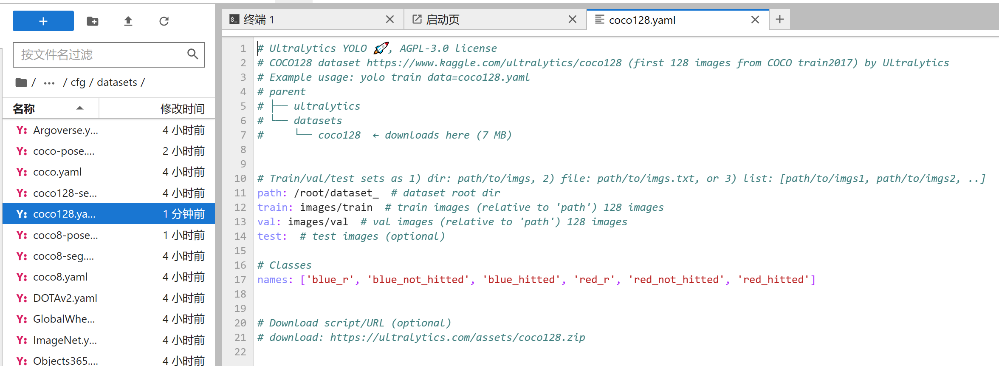 按文件名过滤
/ … / cfg / datasets /
名称 修改时间
Y: Argoverse.y... 4 小时前
Y: coco-pose.... 2 小时前
Y: coco.yaml 4 小时前
Y: coco128-se... 4 小时前
Y: coco128.ya... 1 分钟前
Y: coco8-pose... 1 小时前
Y: coco8-seg.... 4 小时前
Y: coco8.yaml 4 小时前
Y: DOTAv2.yaml 4 小时前
Y: GlobalWhe... 4 小时前
Y: ImageNet.y... 4 小时前
Y: Objects365.... 4 小时前
$_ 终端 1 启动页 coco128.yaml
1 # Ultralytics YOLO 🚀, AGPL-3.0 license
2 # COCO128 dataset https://www.kaggle.com/ultralytics/coco128 (first 128 images from COCO train2017) by Ultralytics
3 # Example usage: yolo train data=coco128.yaml
4 # parent
5 # ├── ultralytics
6 # └── datasets
7 #     └── coco128  ← downloads here (7 MB)
8
9
10 # Train/val/test sets as 1) dir: path/to/imgs, 2) file: path/to/imgs.txt, or 3) list: [path/to/imgs1, path/to/imgs2, ..]
11 path: /root/dataset_  # dataset root dir
12 train: images/train  # train images (relative to 'path') 128 images
13 val: images/val  # val images (relative to 'path') 128 images
14 test:  # test images (optional)
15
16 # Classes
17 names: ['blue_r', 'blue_not_hitted', 'blue_hitted', 'red_r', 'red_not_hitted', 'red_hitted']
18
19
20 # Download script/URL (optional)
21 # download: https://ultralytics.com/assets/coco128.zip
22